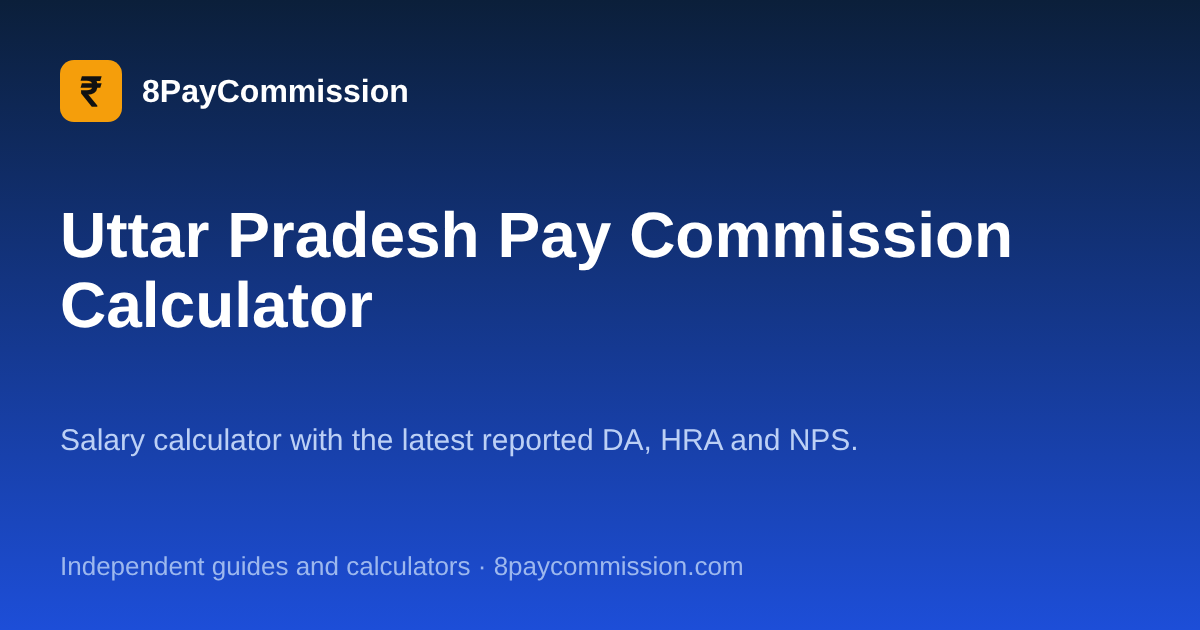 ₹
8PayCommission
Uttar Pradesh Pay Commission
Calculator
Salary calculator with the latest reported DA, HRA and NPS.
Independent guides and calculators · 8paycommission.com